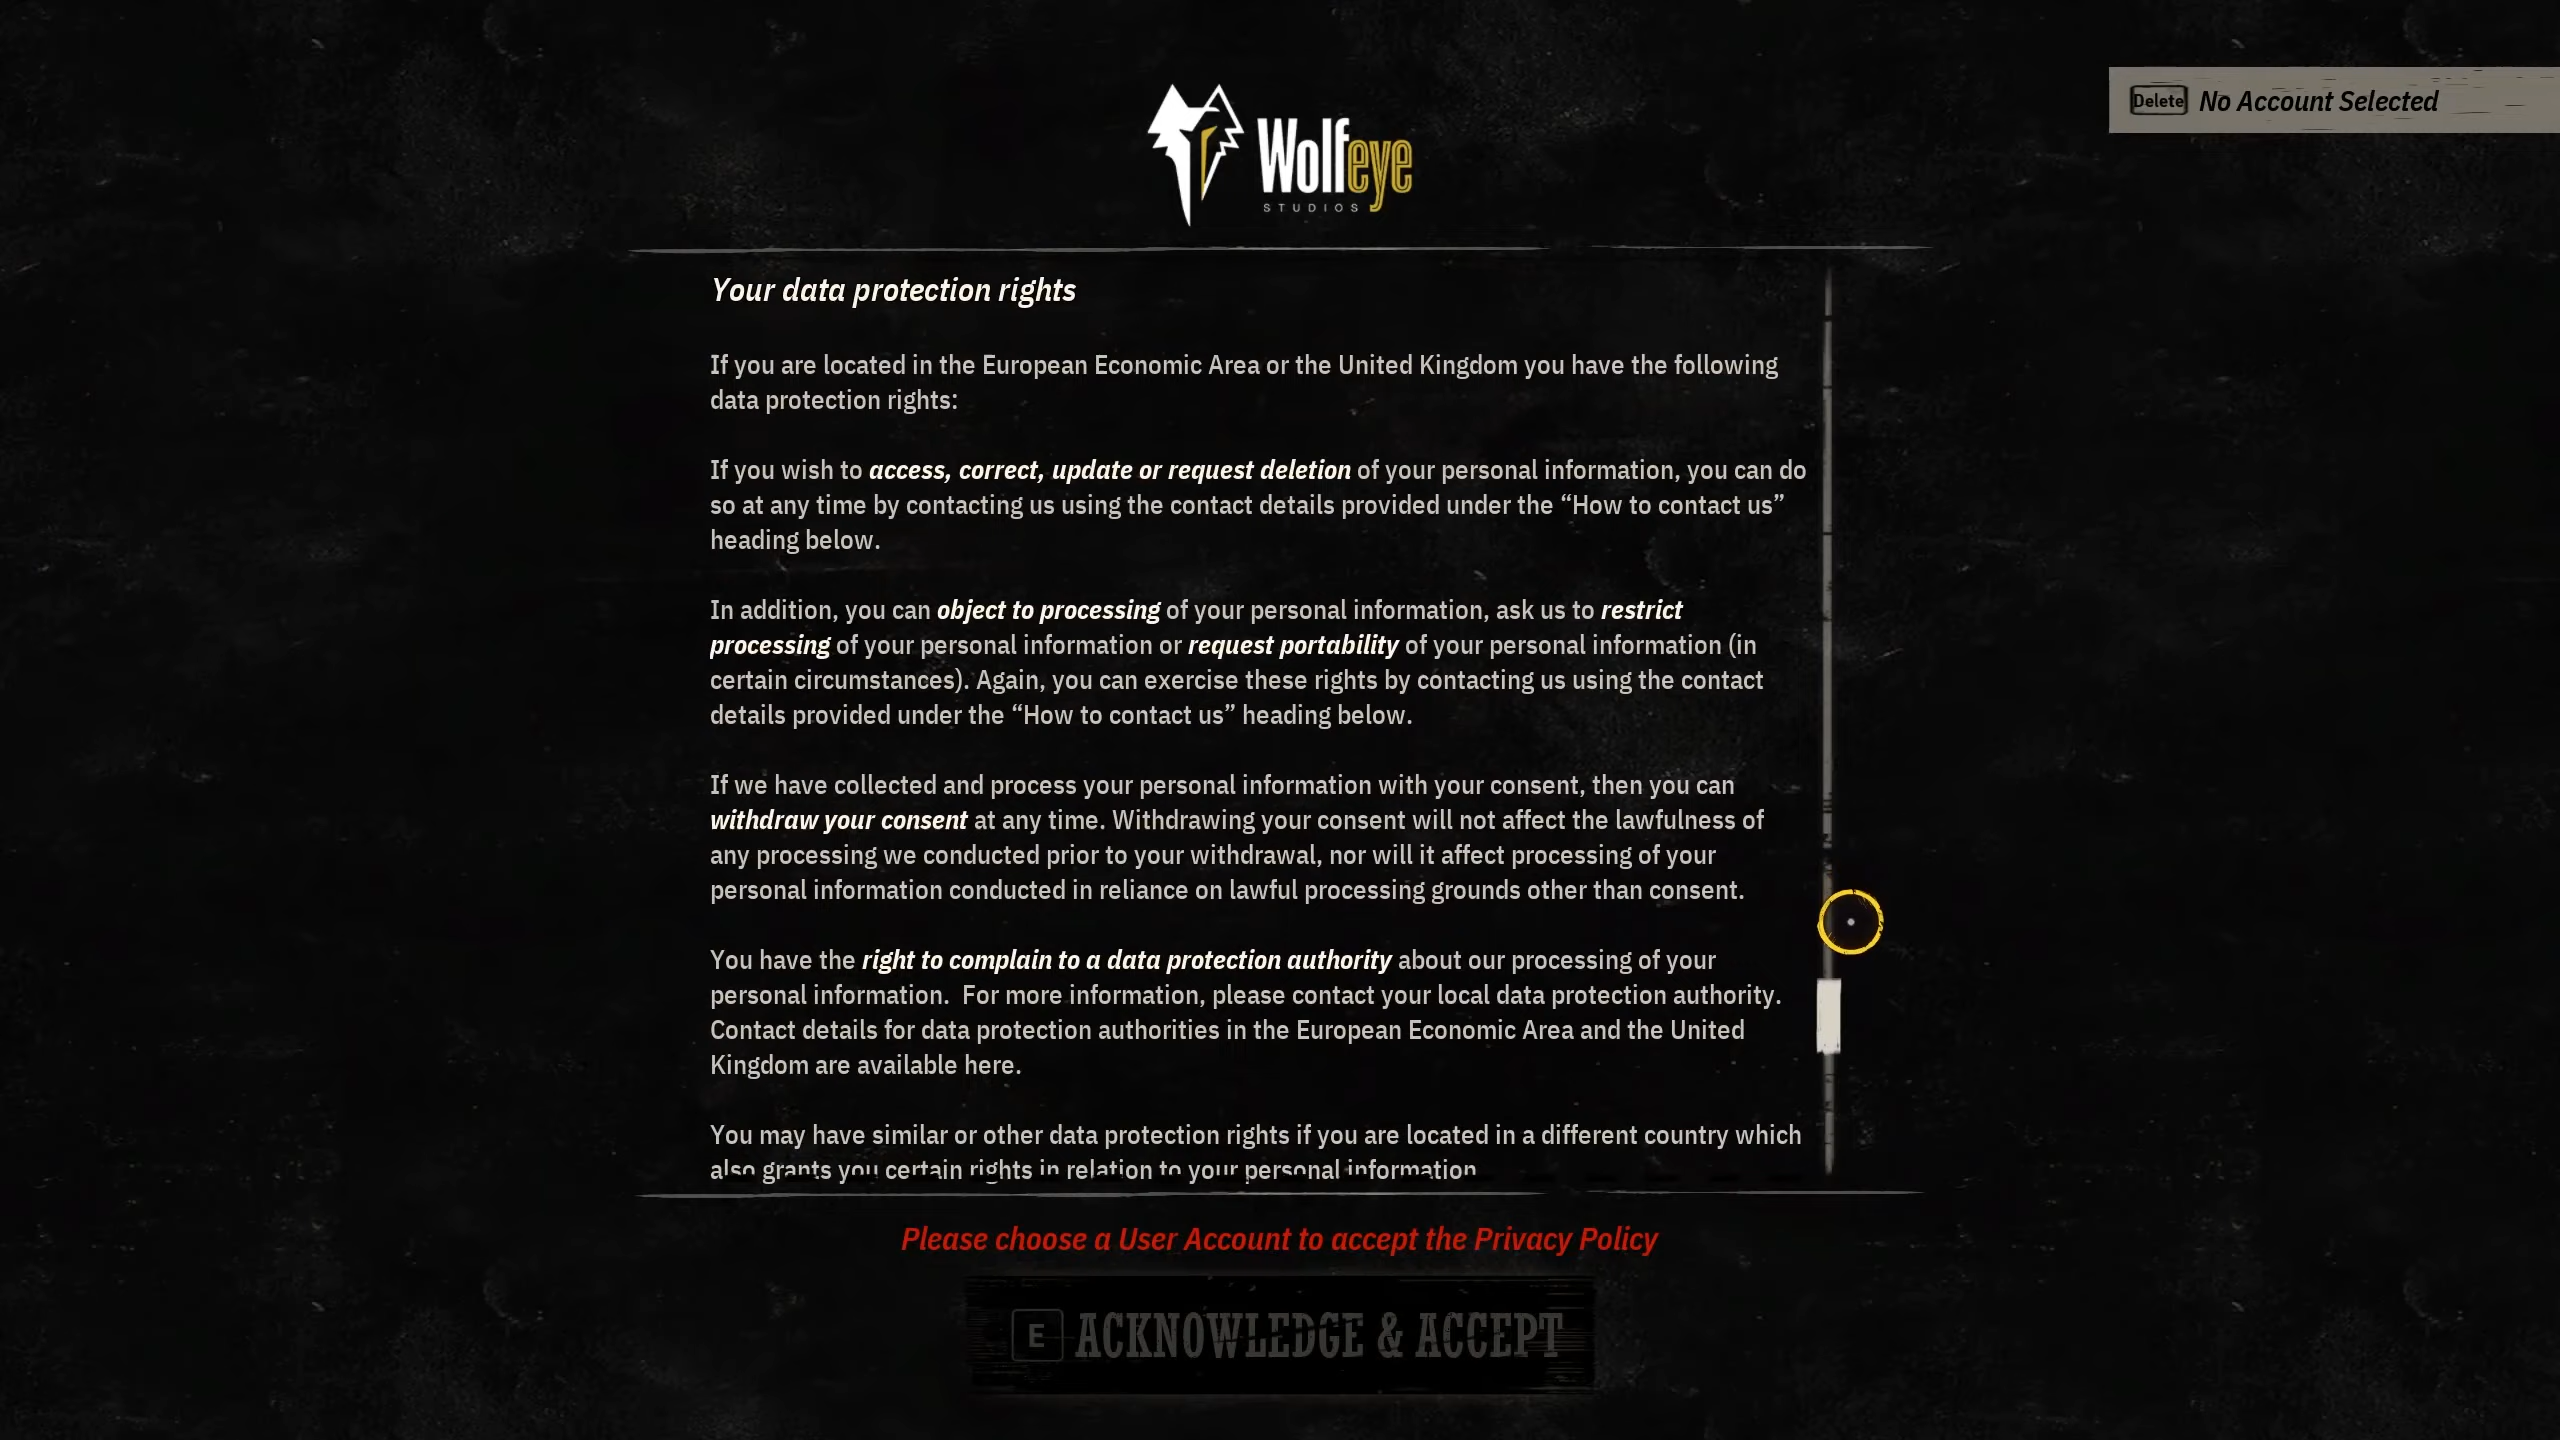 Wolfeye
STUDIOS
Delete No Account Selected
Your data protection rights
If you are located in the European Economic Area or the United Kingdom you have the following
data protection rights:
If you wish to access, correct, update or request deletion of your personal information, you can do
so at any time by contacting us using the contact details provided under the “How to contact us”
heading below.
In addition, you can object to processing of your personal information, ask us to restrict
processing of your personal information or request portability of your personal information (in
certain circumstances). Again, you can exercise these rights by contacting us using the contact
details provided under the “How to contact us” heading below.
If we have collected and process your personal information with your consent, then you can
withdraw your consent at any time. Withdrawing your consent will not affect the lawfulness of
any processing we conducted prior to your withdrawal, nor will it affect processing of your
personal information conducted in reliance on lawful processing grounds other than consent.
You have the right to complain to a data protection authority about our processing of your
personal information.  For more information, please contact your local data protection authority.
Contact details for data protection authorities in the European Economic Area and the United
Kingdom are available here.
You may have similar or other data protection rights if you are located in a different country which
also grants you certain rights in relation to your personal information
Please choose a User Account to accept the Privacy Policy
E ACKNOWLEDGE & ACCEPT